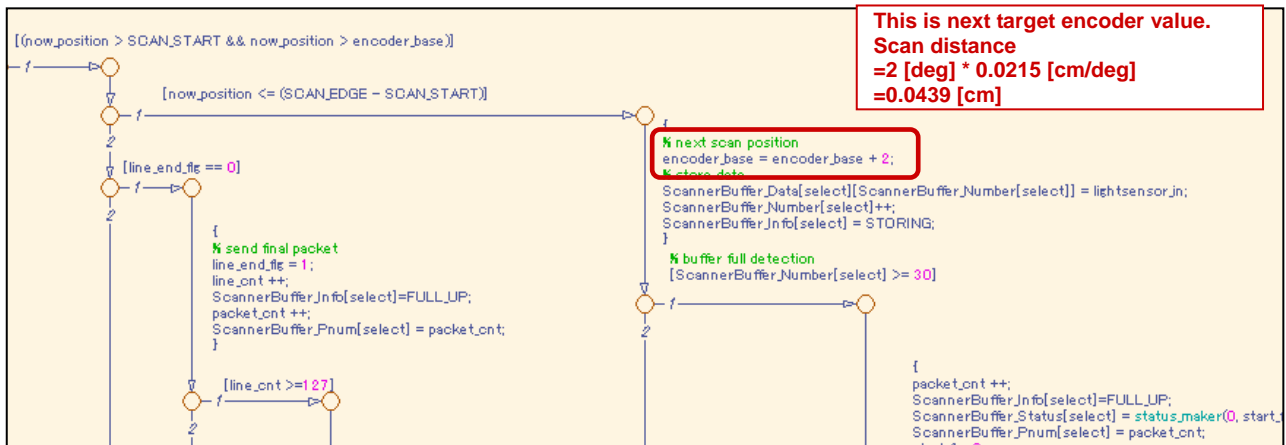 This is next target encoder value.
Scan distance
=2 [deg] * 0.0215 [cm/deg]
=0.0439 [cm]
[(now_position > SCAN_START && now_position > encoder_base)]
1
[now_position <= (SCAN_EDGE - SCAN_START)]
1
2
{
% next scan position
encoder_base = encoder_base + 2;
% store data
ScannerBuffer_Data[select][ScannerBuffer_Number[select]] = lightsensor_in;
ScannerBuffer_Number[select]++;
ScannerBuffer_Info[select] = STORING;
}
[line_end_flg == 0]
1
2
{
% send final packet
line_end_flg = 1;
line_cnt ++;
ScannerBuffer_Info[select]=FULL_UP;
packet_cnt ++;
ScannerBuffer_Pnum[select] = packet_cnt;
}
% buffer full detection
[ScannerBuffer_Number[select] >= 30]
1
2
[line_cnt >=127]
1
2
{
packet_cnt ++;
ScannerBuffer_Info[select]=FULL_UP;
ScannerBuffer_Status[select] = status_maker(0, start_
ScannerBuffer_Pnum[select] = packet_cnt;